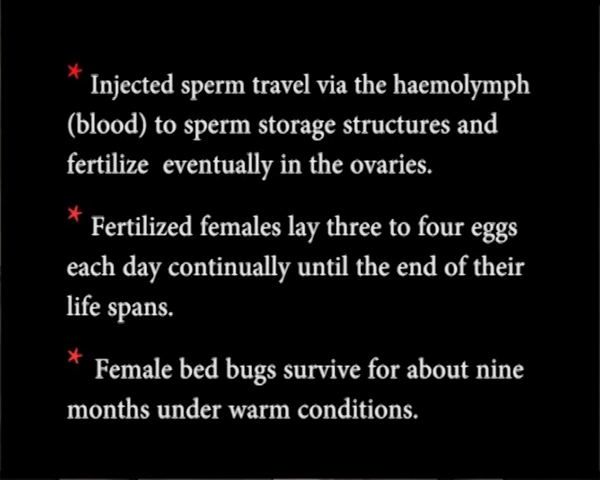 * Injected sperm travel via the haemolymph
(blood) to sperm storage structures and
fertilize eventually in the ovaries.
* Fertilized females lay three to four eggs
each day continually until the end of their
life spans.
* Female bed bugs survive for about nine
months under warm conditions.